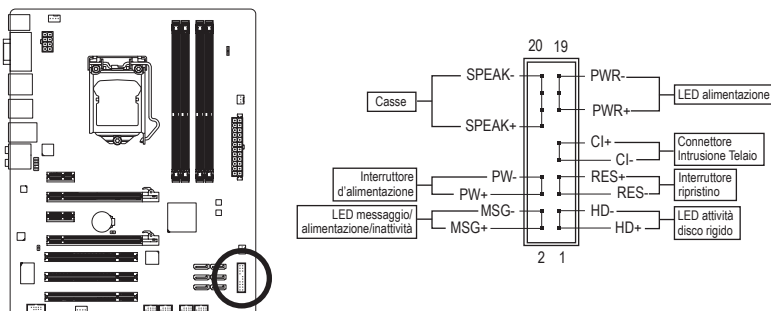 20 19
SPEAK-
SPEAK+
Casse
PWR-
PWR+
LED alimentazione
CI+
CI-
Connettore
Intrusione Telaio
PW-
PW+
Interruttore
d'alimentazione
RES+
RES-
Interruttore
ripristino
MSG-
MSG+
LED messaggio/
alimentazione/inattività
HD-
HD+
LED attività
disco rigido
2 1